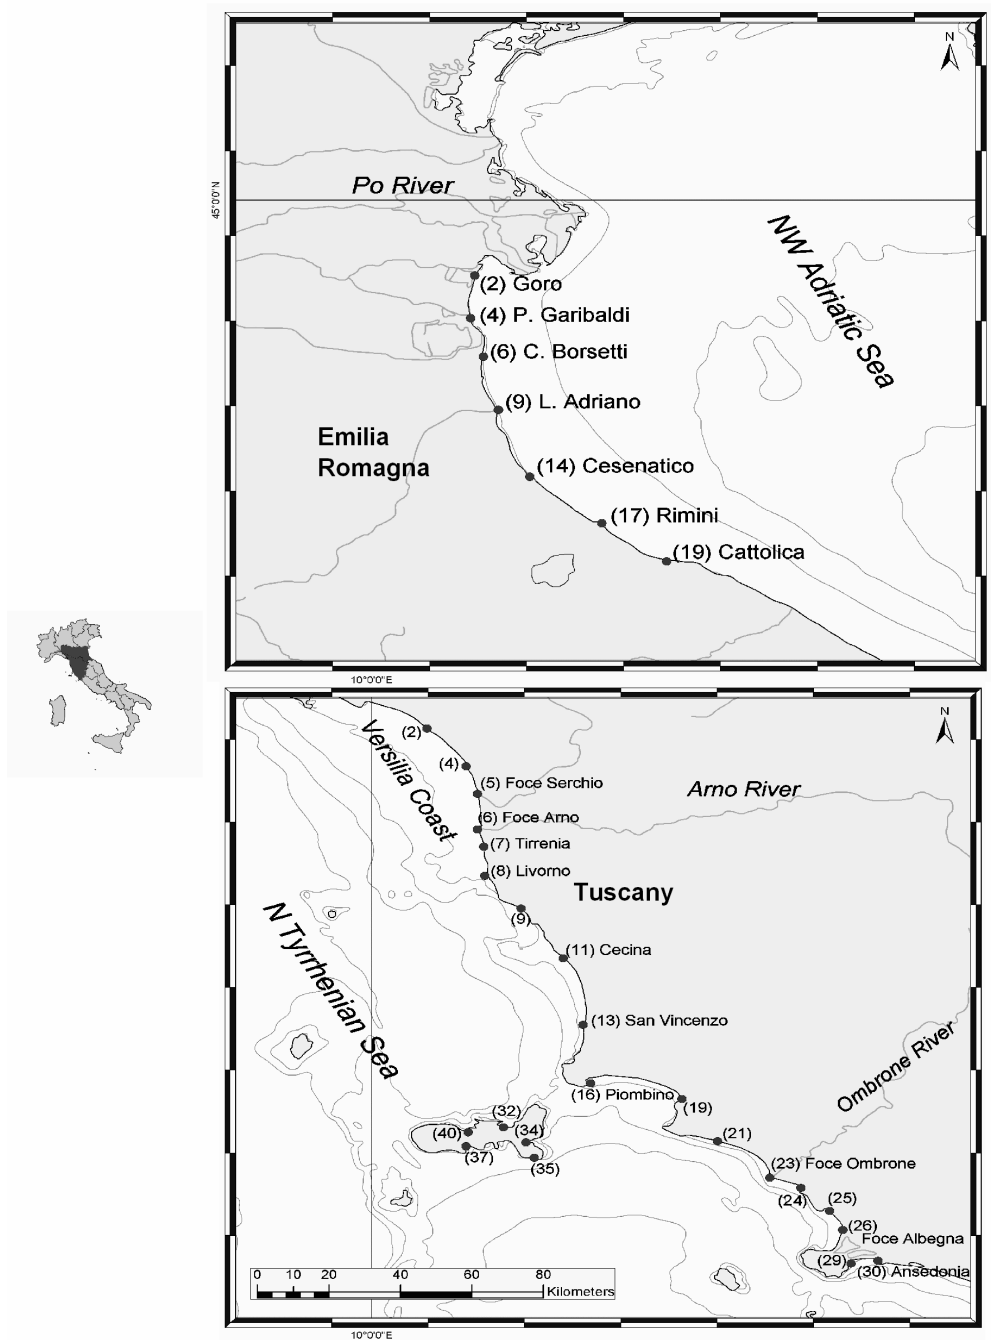 N
Po River
45°0'0"N
NW Adriatic Sea
(2) Goro
(4) P. Garibaldi
(6) C. Borsetti
(9) L. Adriano
Emilia
Romagna
(14) Cesenatico
(17) Rimini
(19) Cattolica
10°0'0"E
N
(2)
Versilia Coast
(4)
(5) Foce Serchio
Arno River
(6) Foce Arno
(7) Tirrenia
(8) Livorno
Tuscany
(9)
N Tyrrhenian Sea
(11) Cecina
(13) San Vincenzo
Ombrone River
(16) Piombino
(19)
(32)
(40)
(34)
(21)
(37)
(35)
(23) Foce Ombrone
(24)
(25)
(26)
Foce Albegna
(29)
(30) Ansedonia
0 10 20 40 60 80
Kilometers
10°0'0"E